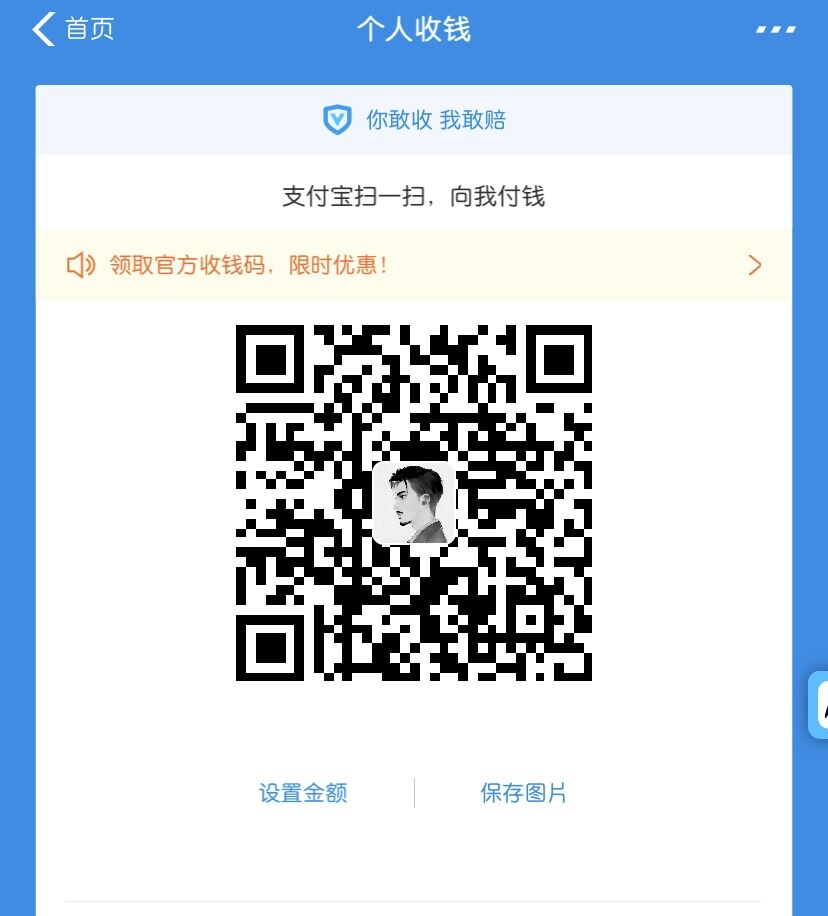 首页
个人收钱
你敢收 我敢赔
支付宝扫一扫，向我付钱
领取官方收钱码，限时优惠！
设置金额
保存图片